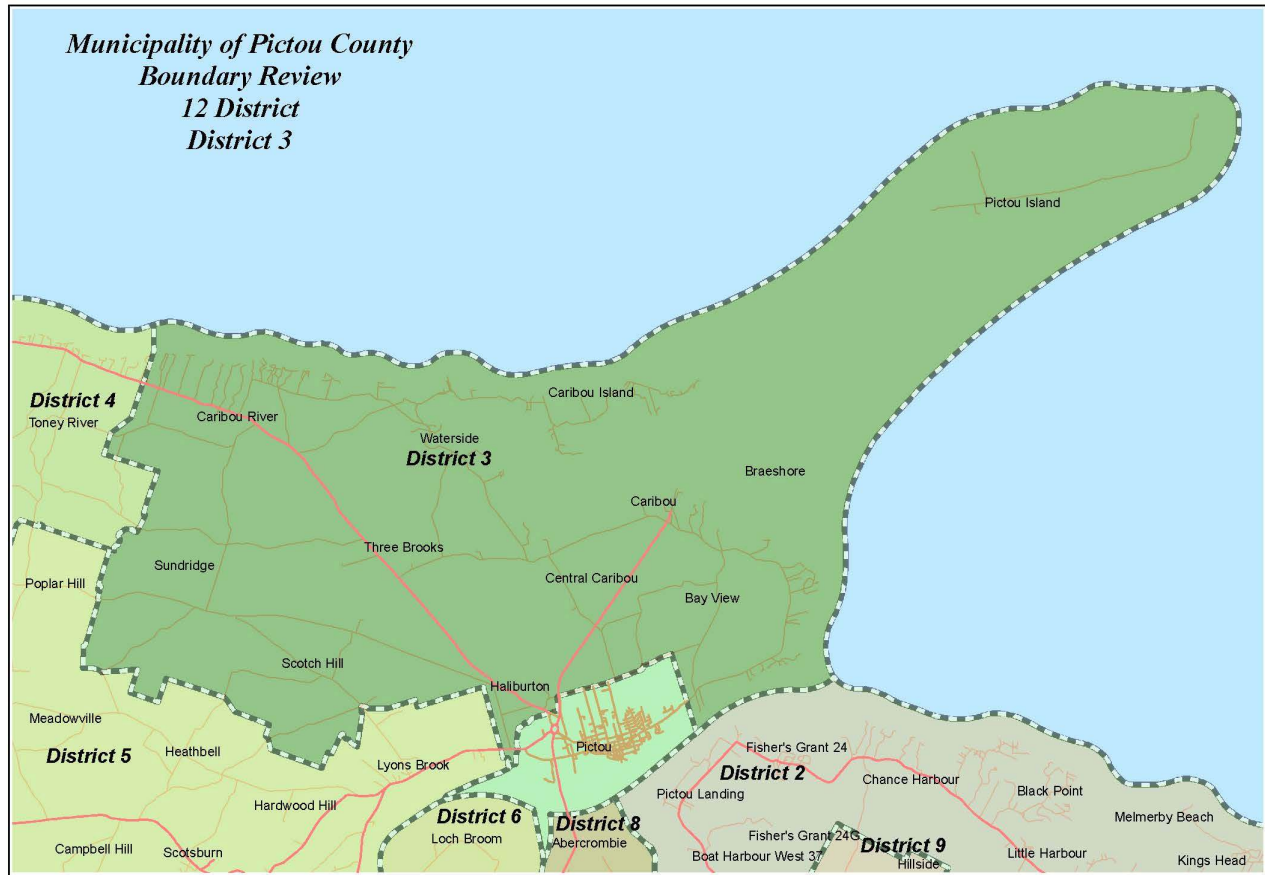 Municipality of Pictou County
Boundary Review
12 District
District 3
Pictou Island
Caribou Island
District 4
Toney River
Caribou River
Waterside
District 3
Braeshore
Caribou
Three Brooks
Sundridge
Central Caribou
Poplar Hill
Bay View
Scotch Hill
Haliburton
Meadowville
District 5
Heathbell
Pictou
Fisher's Grant 24
Lyons Brook
District 2
Chance Harbour
Pictou Landing
Black Point
Hardwood Hill
District 6
District 8
Melmerby Beach
Loch Broom
Abercrombie
Fisher's Grant 24G
District 9
Campbell Hill
Scotsburn
Boat Harbour West 37
Hillside
Little Harbour
Kings Head